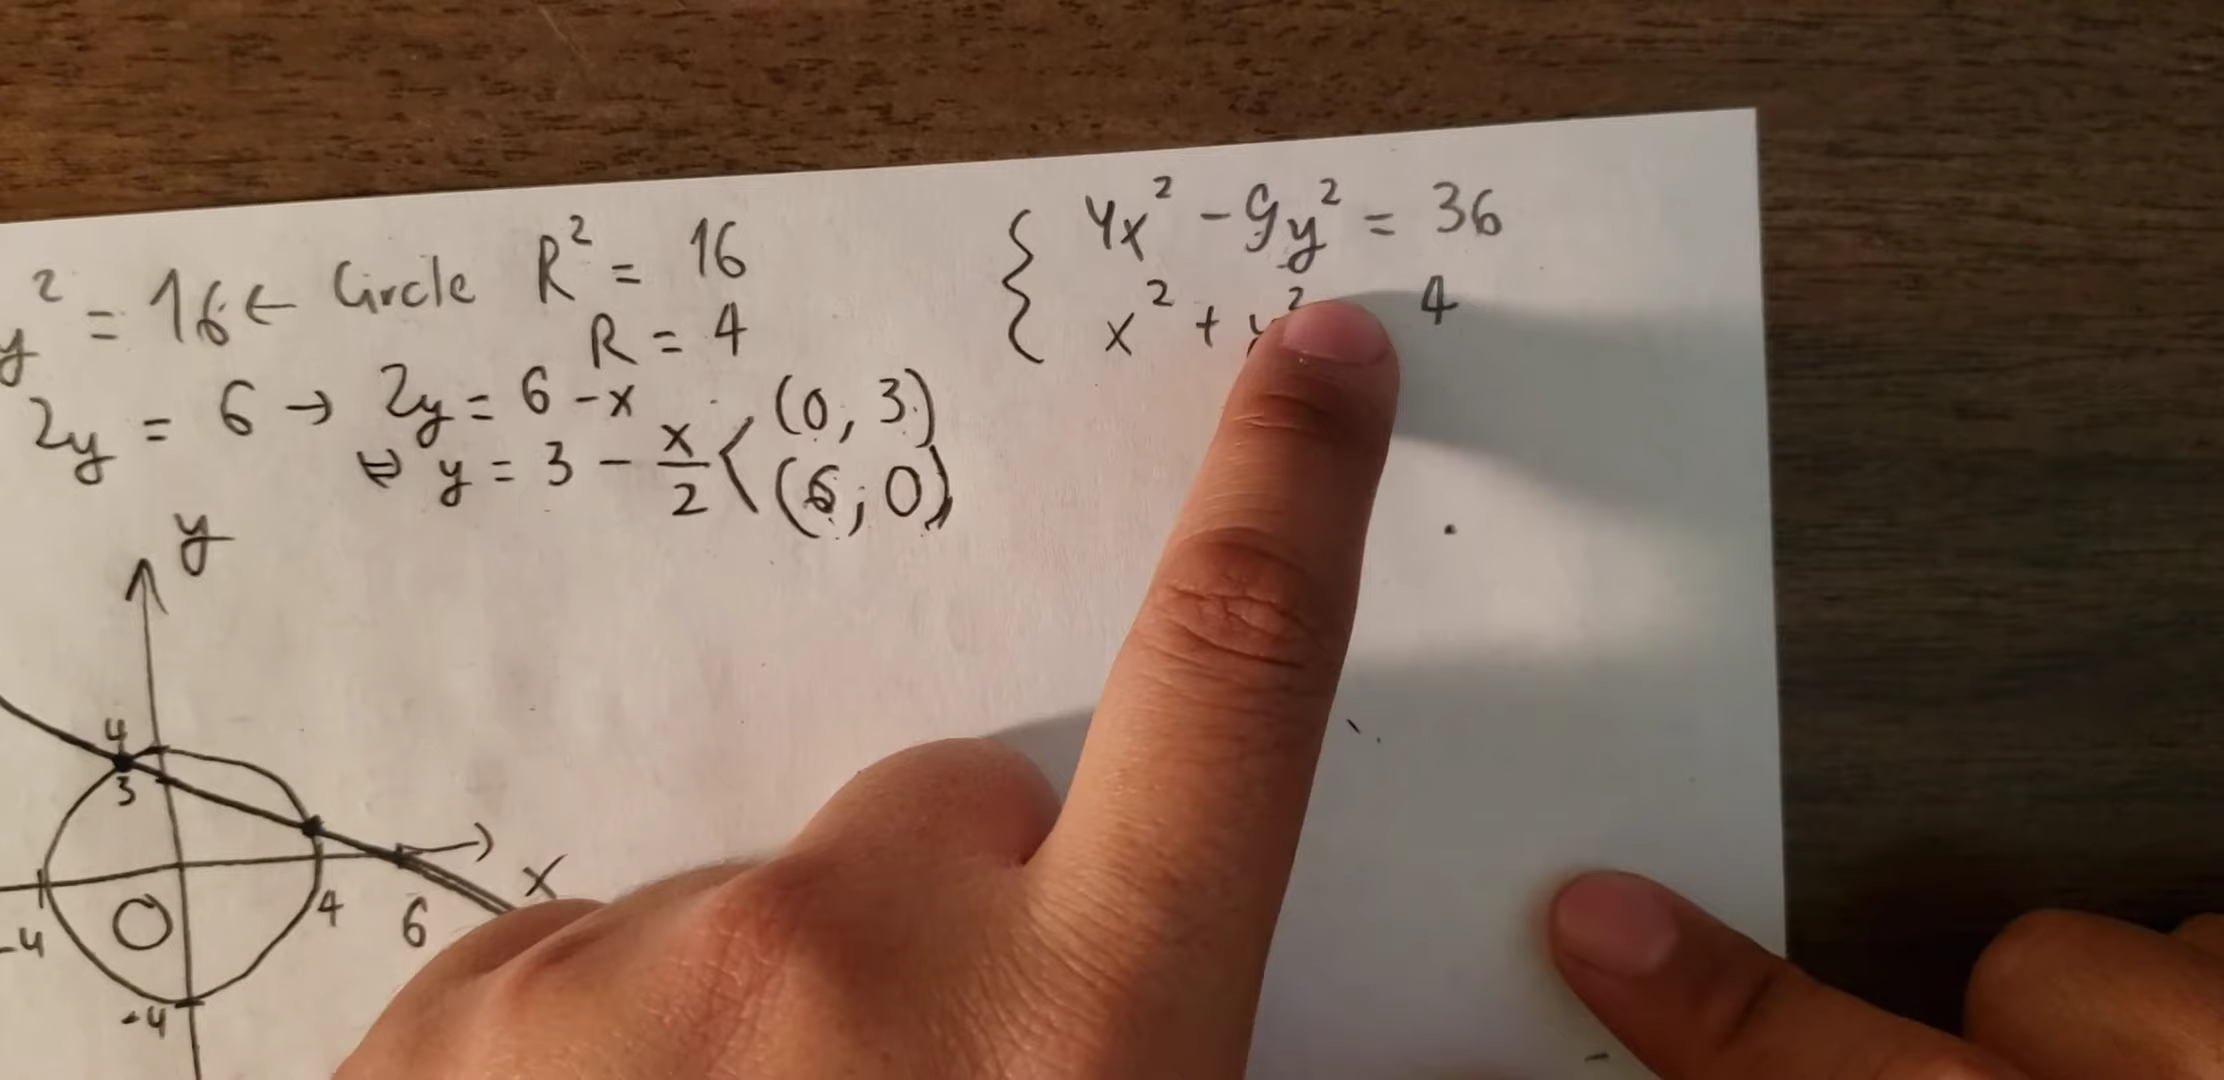 y² = 16 ← Circle R² = 16
R = 4
2y = 6 → 2y = 6 - x
⇔ y = 3 - x/2 < (0, 3)
(6; 0)
{ 4x² - 9y² = 36
x² + y² 4
y
4
3
x
-4
O
4
6
-4